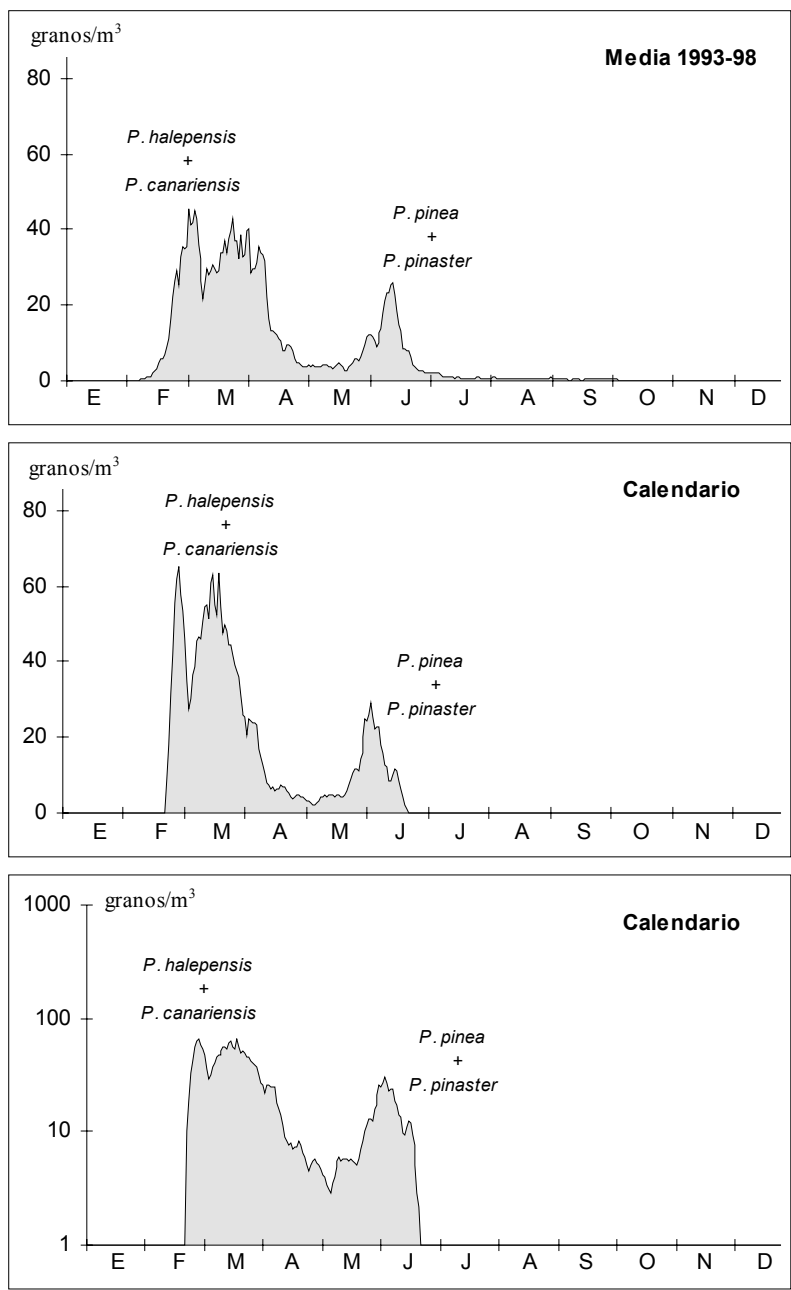 granos/m³
Media 1993-98
80
P. halepensis
+
P. canariensis
60
P. pinea
+
P. pinaster
40
20
0
E F M A M J J A S O N D
granos/m³
Calendario
80
P. halepensis
+
P. canariensis
60
P. pinea
+
P. pinaster
40
20
0
E F M A M J J A S O N D
1000
granos/m³
Calendario
P. halepensis
+
P. canariensis
100
P. pinea
+
P. pinaster
10
1
E F M A M J J A S O N D